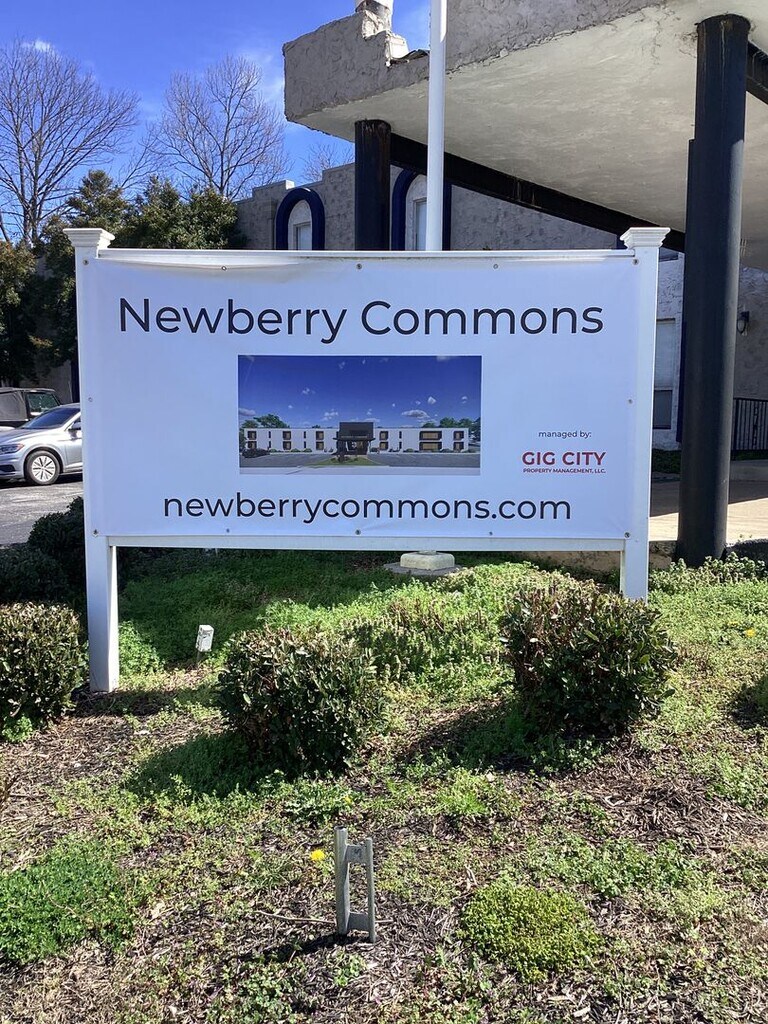 Newberry Commons
managed by:
GIG CITY
PROPERTY MANAGEMENT, LLC.
newberrycommons.com